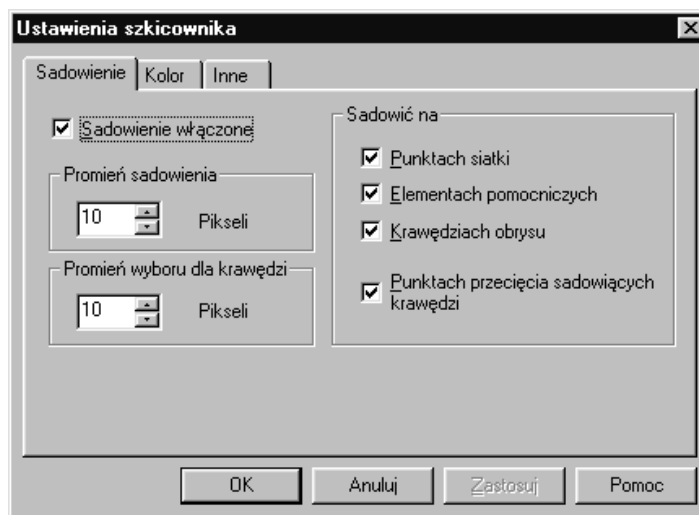 Ustawienia szkicownika
Sadowienie Kolor Inne
Sadowienie włączone
Promień sadowienia
10 Pikseli
Promień wyboru dla krawędzi
10 Pikseli
Sadowić na
Punktach siatki
Elementach pomocniczych
Krawędziach obrysu
Punktach przecięcia sadowiących
krawędzi
OK Anuluj Zastosuj Pomoc